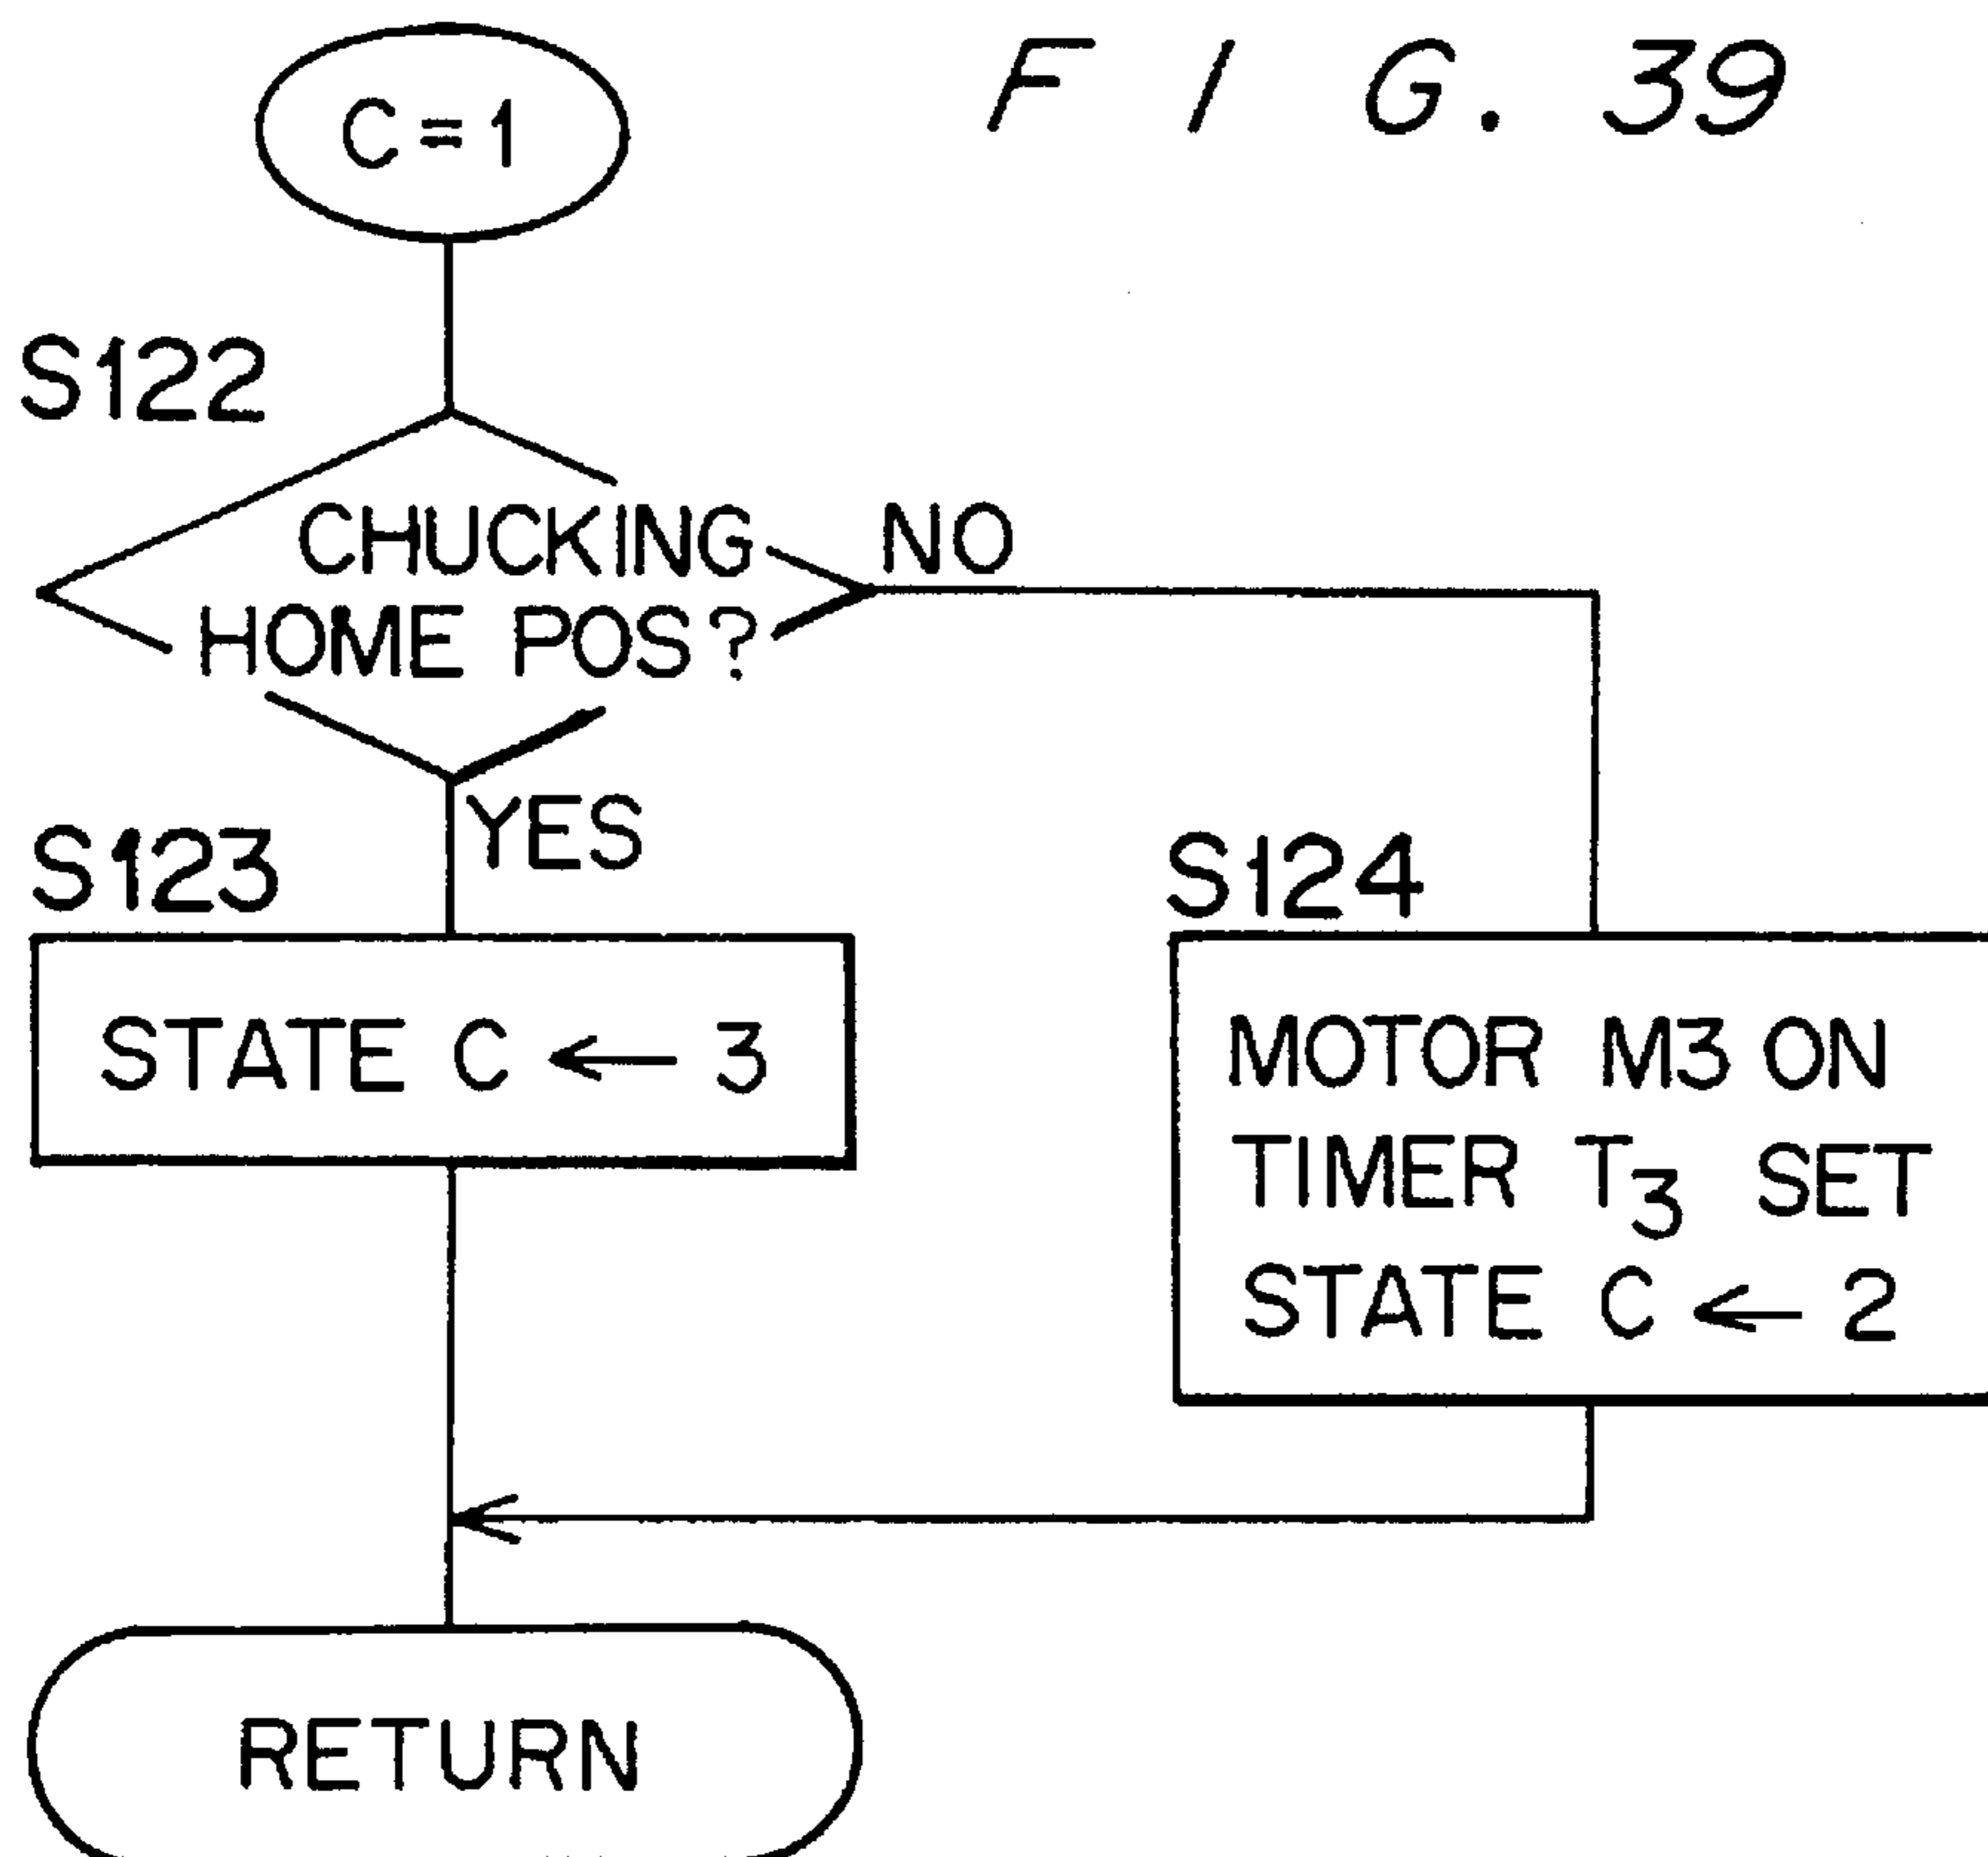 F I G. 39
C = 1
S122
CHUCKING
HOME POS?
NO
YES
S123
STATE C ← 3
S124
MOTOR M3 ON
TIMER T₃ SET
STATE C ← 2
RETURN